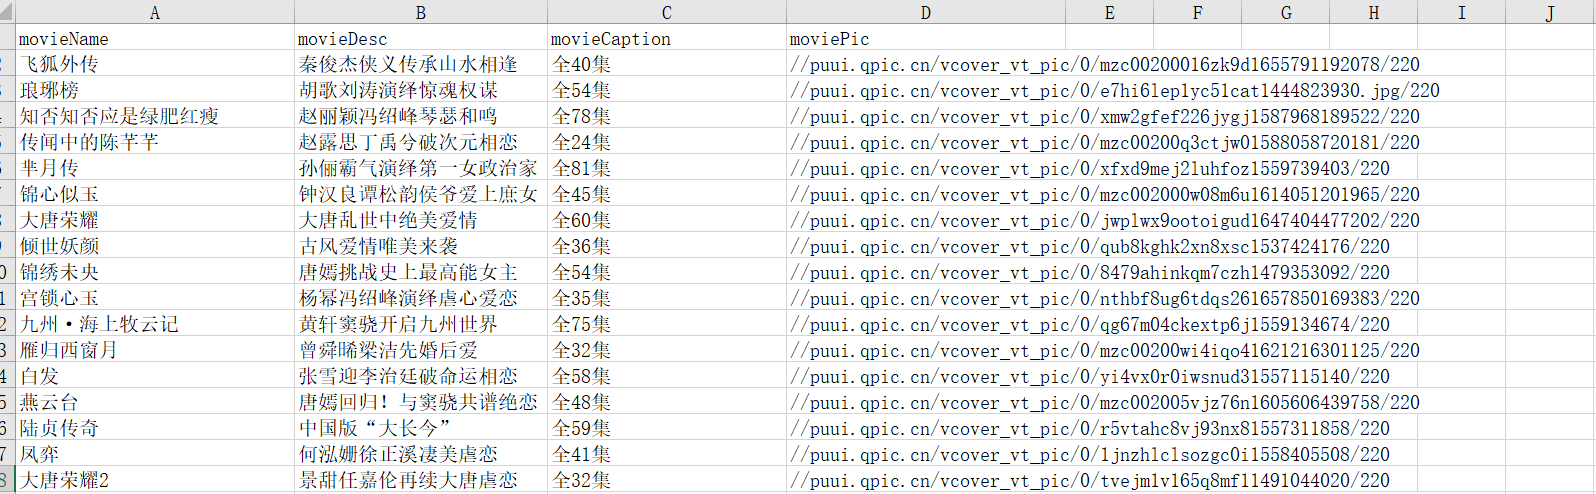 A B C D E F G H I J
movieName movieDesc movieCaption moviePic
飞狐外传 秦俊杰侠义传承山水相逢 全40集 //puui.qpic.cn/vcover_vt_pic/0/mzc00200016zk9d1655791192078/220
琅琊榜 胡歌刘涛演绎惊魂权谋 全54集 //puui.qpic.cn/vcover_vt_pic/0/e7hi6lep1yc51cat1444823930.jpg/220
知否知否应是绿肥红瘦 赵丽颖冯绍峰琴瑟和鸣 全78集 //puui.qpic.cn/vcover_vt_pic/0/xmw2gfef226jygj1587968189522/220
传闻中的陈芊芊 赵露思丁禹兮破次元相恋 全24集 //puui.qpic.cn/vcover_vt_pic/0/mzc00200q3ctjw01588058720181/220
芈月传 孙俪霸气演绎第一女政治家 全81集 //puui.qpic.cn/vcover_vt_pic/0/xfxd9mej2luhfoz1559739403/220
锦心似玉 钟汉良谭松韵侯爷爱上庶女 全45集 //puui.qpic.cn/vcover_vt_pic/0/mzc002000w08m6u1614051201965/220
大唐荣耀 大唐乱世中绝美爱情 全60集 //puui.qpic.cn/vcover_vt_pic/0/jwplwx9ootoigud1647404477202/220
倾世妖颜 古风爱情唯美来袭 全36集 //puui.qpic.cn/vcover_vt_pic/0/qub8kghk2xn8xsc1537424176/220
锦绣未央 唐嫣挑战史上最高能女主 全54集 //puui.qpic.cn/vcover_vt_pic/0/8479ahinkqm7czh1479353092/220
宫锁心玉 杨幂冯绍峰演绎虐心爱恋 全35集 //puui.qpic.cn/vcover_vt_pic/0/nthbf8ug6tdqs261657850169383/220
九州·海上牧云记 黄轩窦骁开启九州世界 全75集 //puui.qpic.cn/vcover_vt_pic/0/qg67m04ckextp6j1559134674/220
雁归西窗月 曾舜晞梁洁先婚后爱 全32集 //puui.qpic.cn/vcover_vt_pic/0/mzc00200wi4iqo41621216301125/220
白发 张雪迎李治廷破命运相恋 全58集 //puui.qpic.cn/vcover_vt_pic/0/yi4vx0r0iwsnud31557115140/220
燕云台 唐嫣回归！与窦骁共谱绝恋 全48集 //puui.qpic.cn/vcover_vt_pic/0/mzc002005vjz76n1605606439758/220
陆贞传奇 中国版“大长今” 全59集 //puui.qpic.cn/vcover_vt_pic/0/r5vtahc8vj93nx81557311858/220
凤弈 何泓姗徐正溪凄美虐恋 全41集 //puui.qpic.cn/vcover_vt_pic/0/ljnzhlclsozgc0i1558405508/220
大唐荣耀2 景甜任嘉伦再续大唐虐恋 全32集 //puui.qpic.cn/vcover_vt_pic/0/tvejmlvl65q8mfl1491044020/220